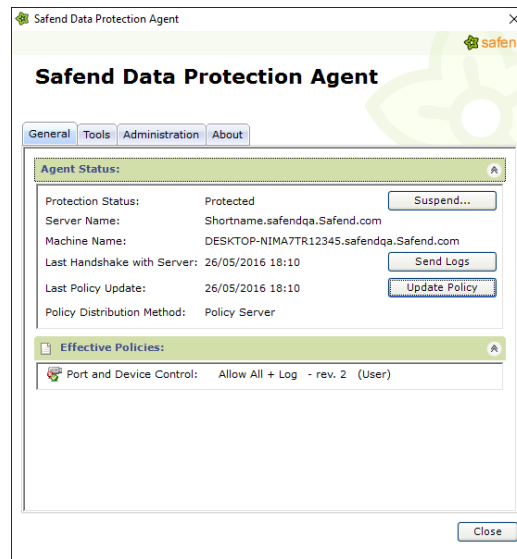 Safend Data Protection Agent
safen
Safend Data Protection Agent
General Tools Administration About
Agent Status:
Protection Status: Protected Suspend...
Server Name: Shortname.safendqa.Safend.com
Machine Name: DESKTOP-NIMA7TR12345.safendqa.Safend.com
Last Handshake with Server: 26/05/2016 18:10 Send Logs
Last Policy Update: 26/05/2016 18:10 Update Policy
Policy Distribution Method: Policy Server
Effective Policies:
Port and Device Control: Allow All + Log - rev. 2 (User)
Close